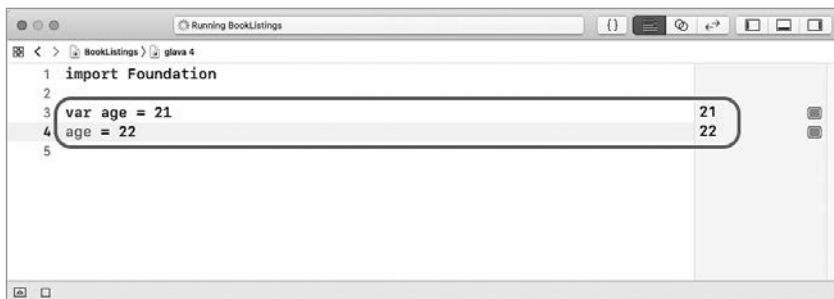 Running BookListings
{}
BookListings > glava 4
1 import Foundation
2
3 var age = 21 21
4 age = 22 22
5